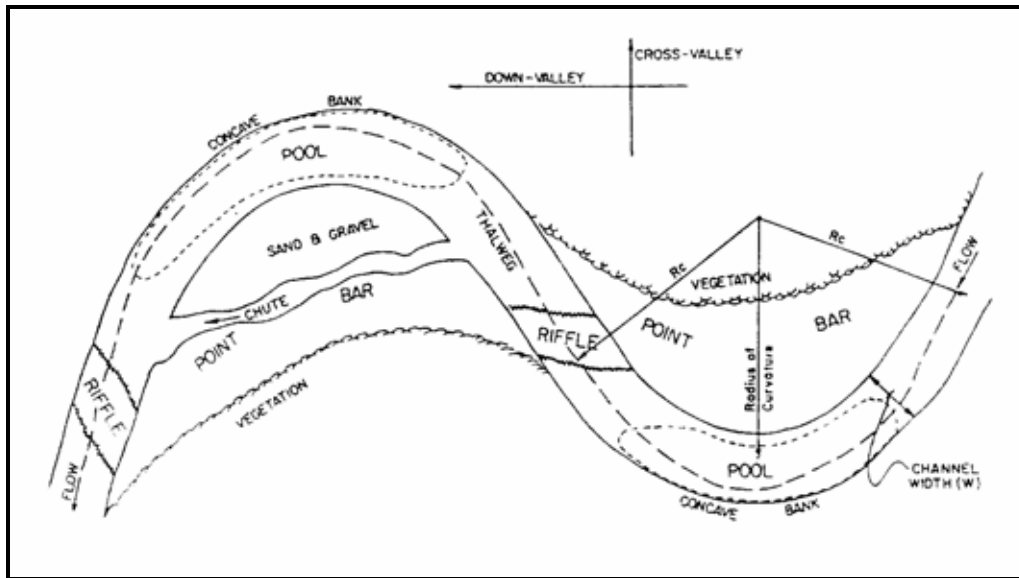 CROSS-VALLEY
DOWN-VALLEY
CONCAVE BANK
POOL
SAND & GRAVEL
THALWEG
CHUTE
POINT BAR
VEGETATION
RIFFLE
FLOW
RIFFLE
Rc
Rc
VEGETATION
FLOW
POINT BAR
Radius of
Curvature
POOL
CONCAVE BANK
CHANNEL
WIDTH (W)